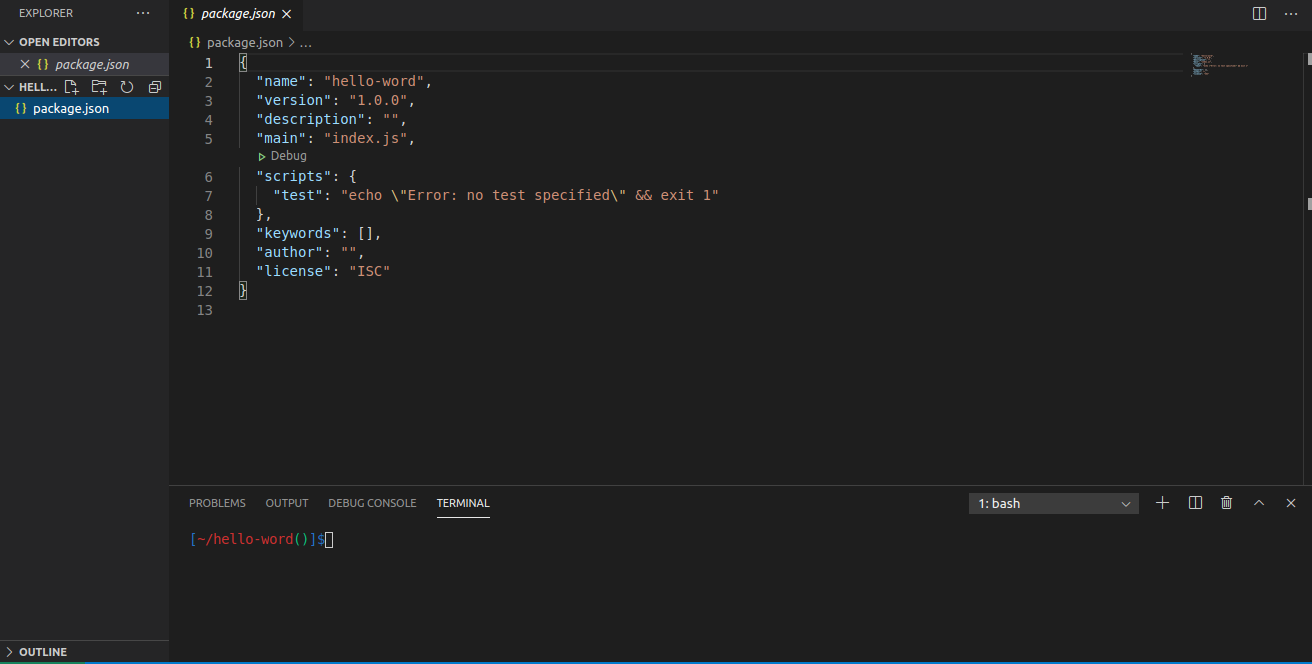 EXPLORER ...
OPEN EDITORS
package.json
HELL...
package.json
OUTLINE
package.json
package.json > ...
1 {
2 "name": "hello-word",
3 "version": "1.0.0",
4 "description": "",
5 "main": "index.js",
Debug
6 "scripts": {
7 "test": "echo \"Error: no test specified\" && exit 1"
8 },
9 "keywords": [],
10 "author": "",
11 "license": "ISC"
12 }
13
PROBLEMS OUTPUT DEBUG CONSOLE TERMINAL 1: bash
[~/hello-word()]$